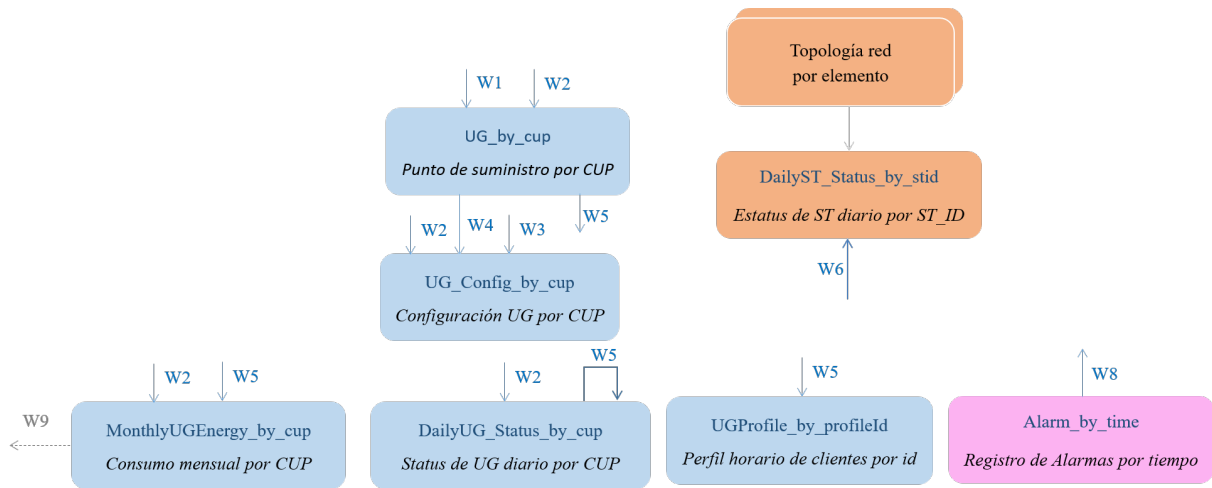 Topología red
por elemento
W1
W2
UG_by_cup
Punto de suministro por CUP
DailyST_Status_by_stid
Estatus de ST diario por ST_ID
W2
W4
W3
W5
UG_Config_by_cup
Configuración UG por CUP
W6
W2
W5
W2
W5
W5
W8
W9
MonthlyUGEnergy_by_cup
Consumo mensual por CUP
DailyUG_Status_by_cup
Status de UG diario por CUP
UGProfile_by_profileId
Perfil horario de clientes por id
Alarm_by_time
Registro de Alarmas por tiempo